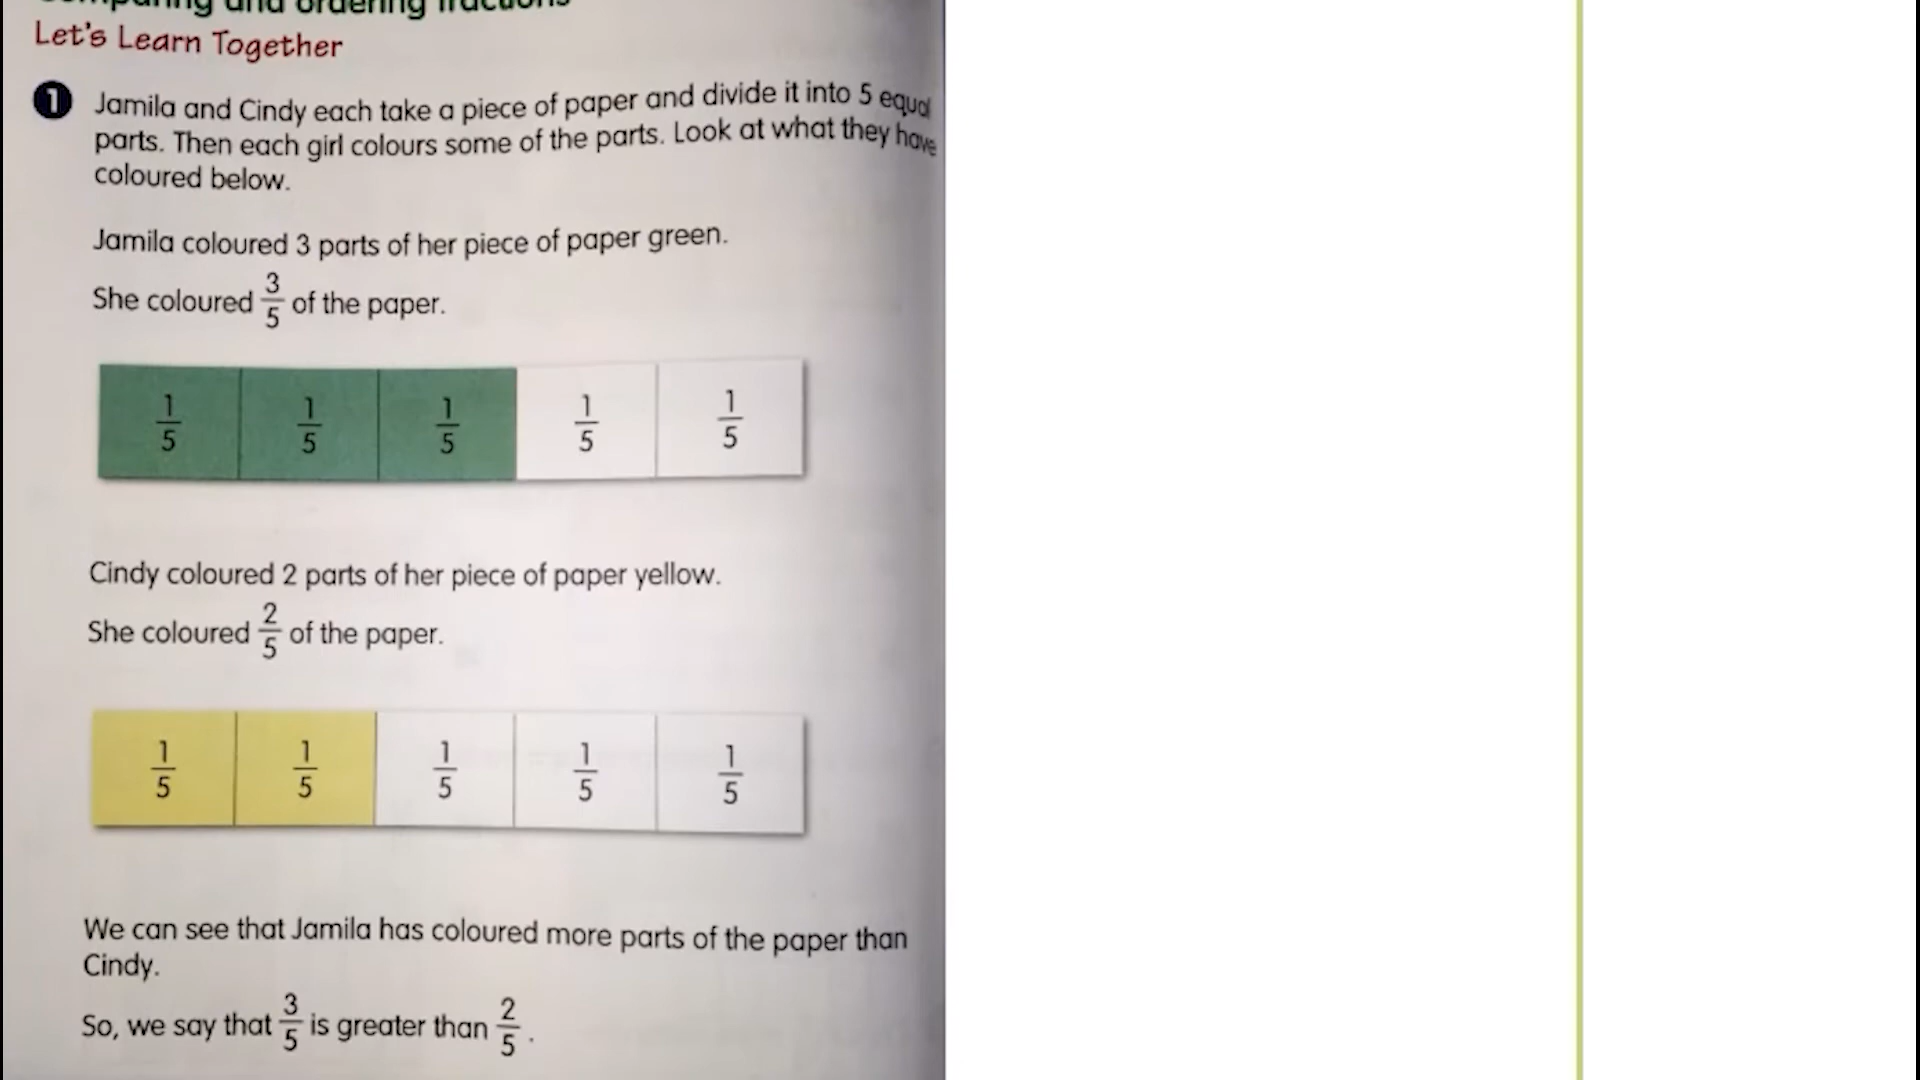 Comparing and ordering fractions
Let's Learn Together
1 Jamila and Cindy each take a piece of paper and divide it into 5 equal
parts. Then each girl colours some of the parts. Look at what they have
coloured below.
Jamila coloured 3 parts of her piece of paper green.
She coloured 3/5 of the paper.
1/5 1/5 1/5 1/5 1/5
Cindy coloured 2 parts of her piece of paper yellow.
She coloured 2/5 of the paper.
1/5 1/5 1/5 1/5 1/5
We can see that Jamila has coloured more parts of the paper than
Cindy.
So, we say that 3/5 is greater than 2/5.